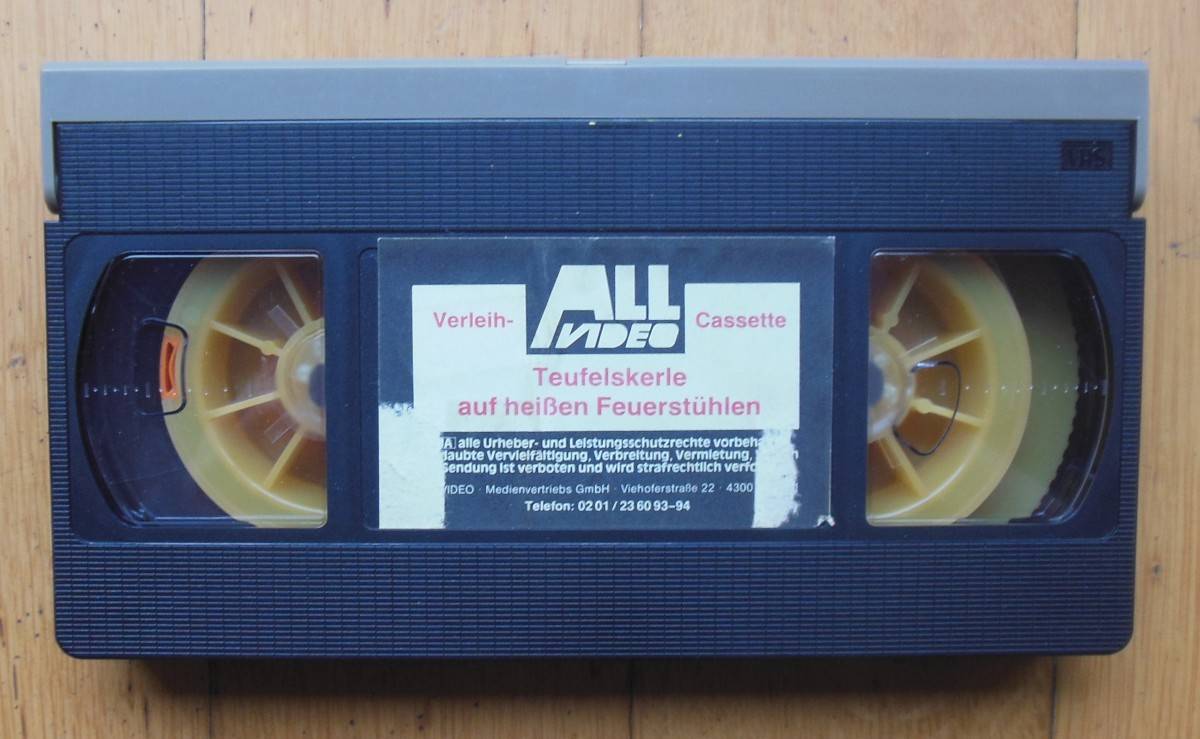 VHS
ALL
VIDEO
Verleih- Cassette
Teufelskerle
auf heißen Feuerstühlen
alle Urheber- und Leistungsschutzrechte
Vervielfältigung, Verbreitung, Vermietung,
Sendung ist verboten und wird strafrechtlich
VIDEO · Medienvertriebs GmbH · Viehoferstraße 22 · 4300
Telefon: 02 01 / 23 60 93-94